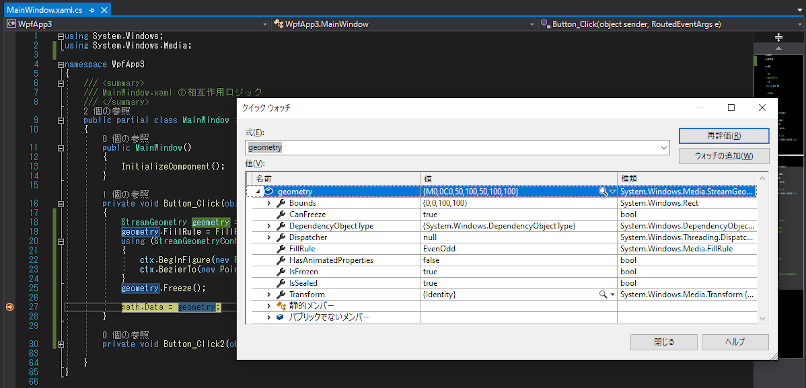 MainWindow.xaml.cs
WpfApp3
WpfApp3.MainWindow
Button_Click(object sender, RoutedEventArgs e)
1 using System.Windows;
2 using System.Windows.Media;
3
4 namespace WpfApp3
5 {
6 /// <summary>
7 /// MainWindow.xaml の相互作用ロジック
8 /// </summary>
2 個の参照
9 public partial class MainWindow :
10 {
0 個の参照
11 public MainWindow()
12 {
13 InitializeComponent();
14 }
15
1 個の参照
16 private void Button_Click(ob
17 {
18 StreamGeometry geometry =
19 geometry.FillRule = FillR
20 using (StreamGeometryCont
21 {
22 ctx.BeginFigure(new P
23 ctx.BezierTo(new Poin
24 }
25 geometry.Freeze();
26
27 path.Data = geometry;
28 }
29
0 個の参照
30 private void Button_Click2(ob
63
64 }
65 }
66
クイック ウォッチ
式(E):
geometry
再評価(R)
ウォッチの追加(W)
値(V):
名前 値 種類
geometry {M0,0C0,50,100,50,100,100} System.Windows.Media.StreamGeo...
Bounds {0,0,100,100} System.Windows.Rect
CanFreeze true bool
DependencyObjectType {System.Windows.DependencyObjectType} System.Windows.DependencyObjec...
Dispatcher null System.Windows.Threading.Dispatc...
FillRule EvenOdd System.Windows.Media.FillRule
HasAnimatedProperties false bool
IsFrozen true bool
IsSealed true bool
Transform {Identity} System.Windows.Media.Transform {...
静的メンバー
パブリックでないメンバー
閉じる
ヘルプ